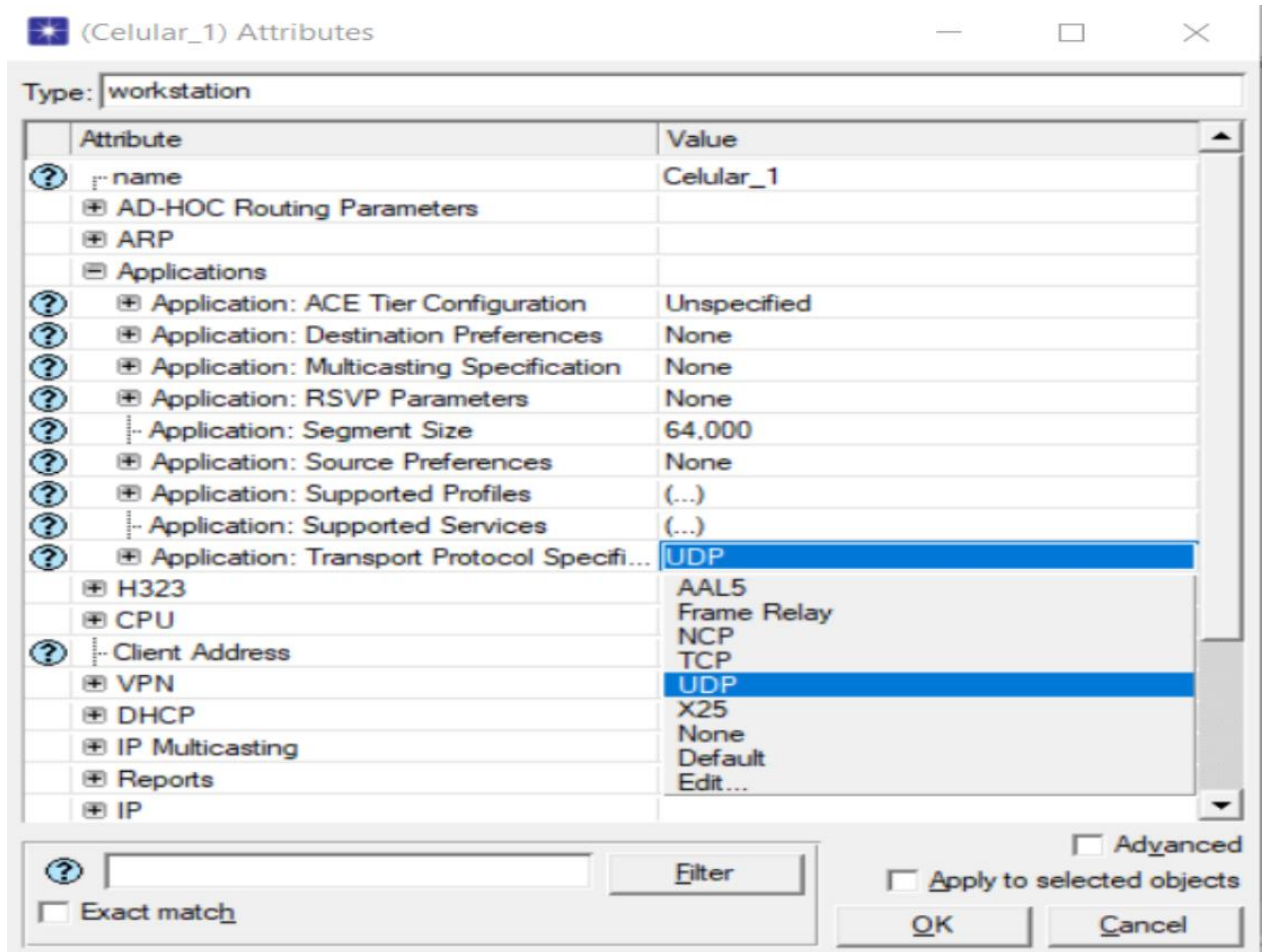 (Celular_1) Attributes
Type: workstation
Attribute Value
name Celular_1
AD-HOC Routing Parameters
ARP
Applications
Application: ACE Tier Configuration Unspecified
Application: Destination Preferences None
Application: Multicasting Specification None
Application: RSVP Parameters None
Application: Segment Size 64,000
Application: Source Preferences None
Application: Supported Profiles (...)
Application: Supported Services (...)
Application: Transport Protocol Specifi... UDP
H323
CPU
Client Address
VPN
DHCP
IP Multicasting
Reports
IP
AAL5
Frame Relay
NCP
TCP
UDP
X25
None
Default
Edit...
Advanced
Filter
Apply to selected objects
Exact match
OK Cancel